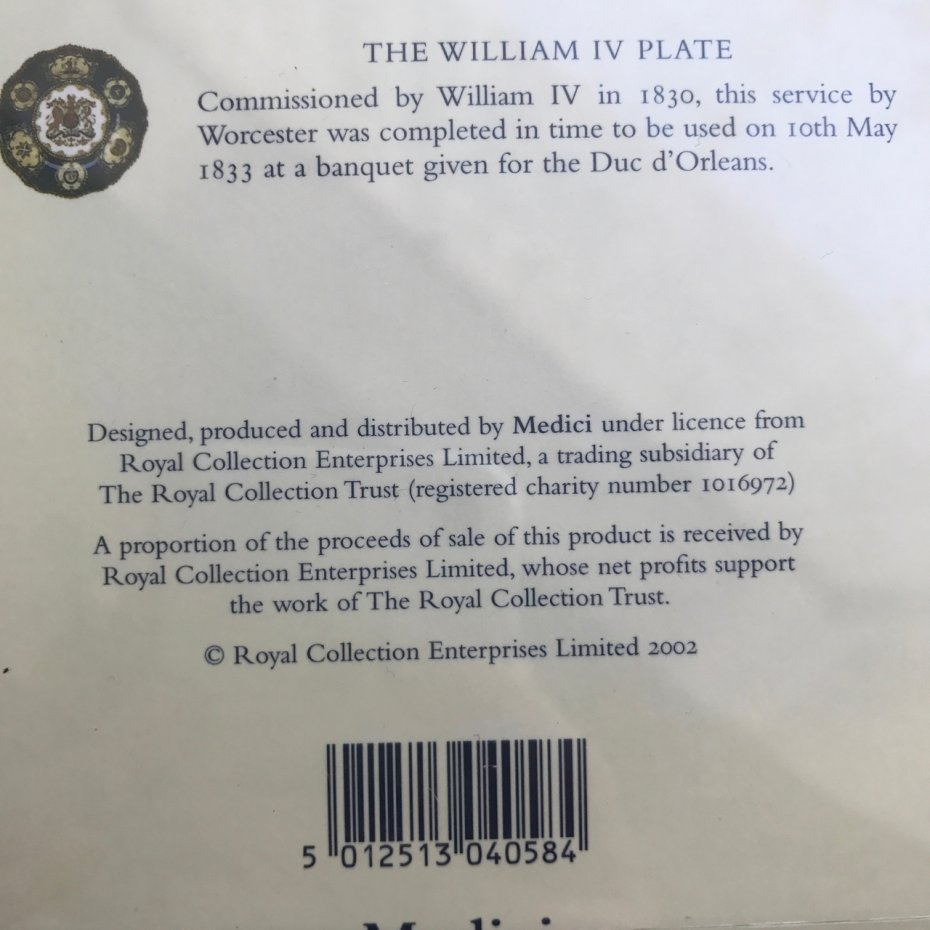 THE WILLIAM IV PLATE
Commissioned by William IV in 1830, this service by
Worcester was completed in time to be used on 10th May
1833 at a banquet given for the Duc d'Orleans.
Designed, produced and distributed by Medici under licence from
Royal Collection Enterprises Limited, a trading subsidiary of
The Royal Collection Trust (registered charity number 1016972)
A proportion of the proceeds of sale of this product is received by
Royal Collection Enterprises Limited, whose net profits support
the work of The Royal Collection Trust.
© Royal Collection Enterprises Limited 2002
5 012513 040584
Medici